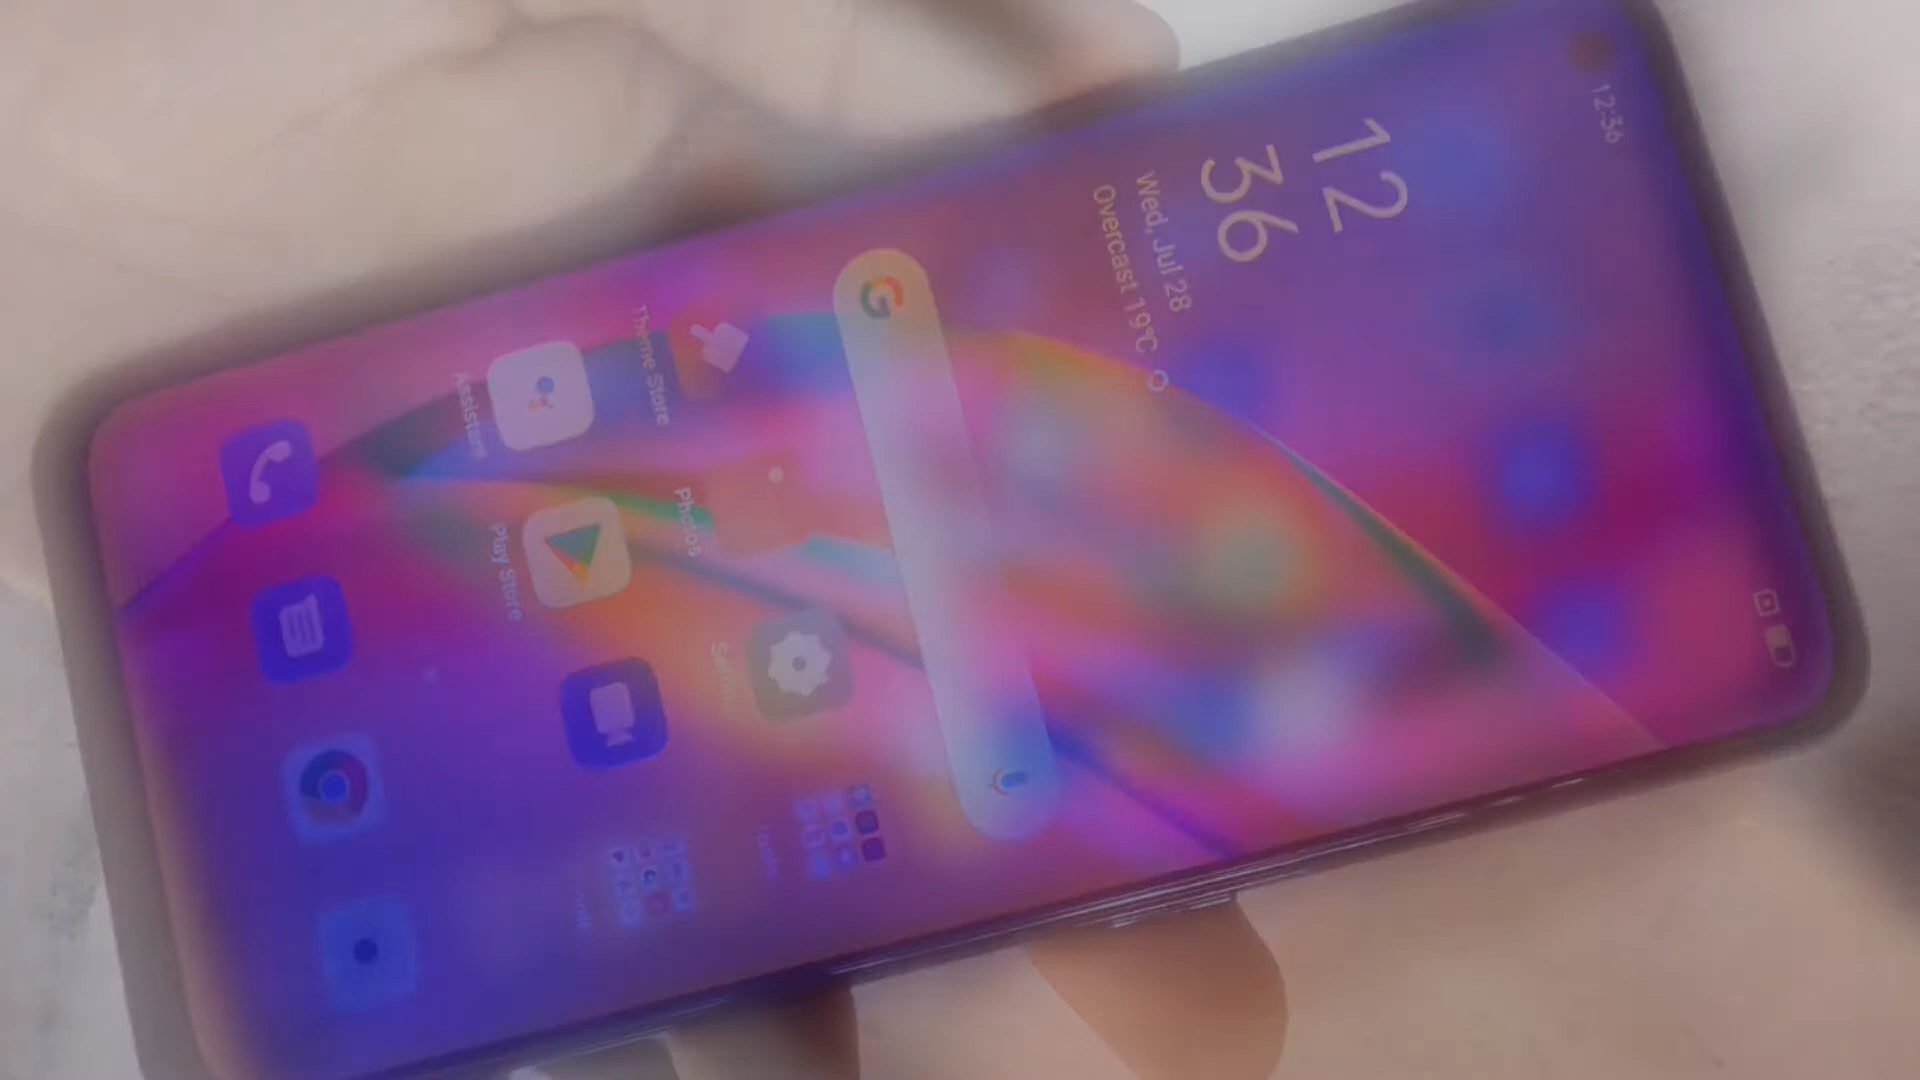 12:36
12
36
Wed, Jul 28
Overcast 19°C
Theme Store
Photos
Assistant
Play Store